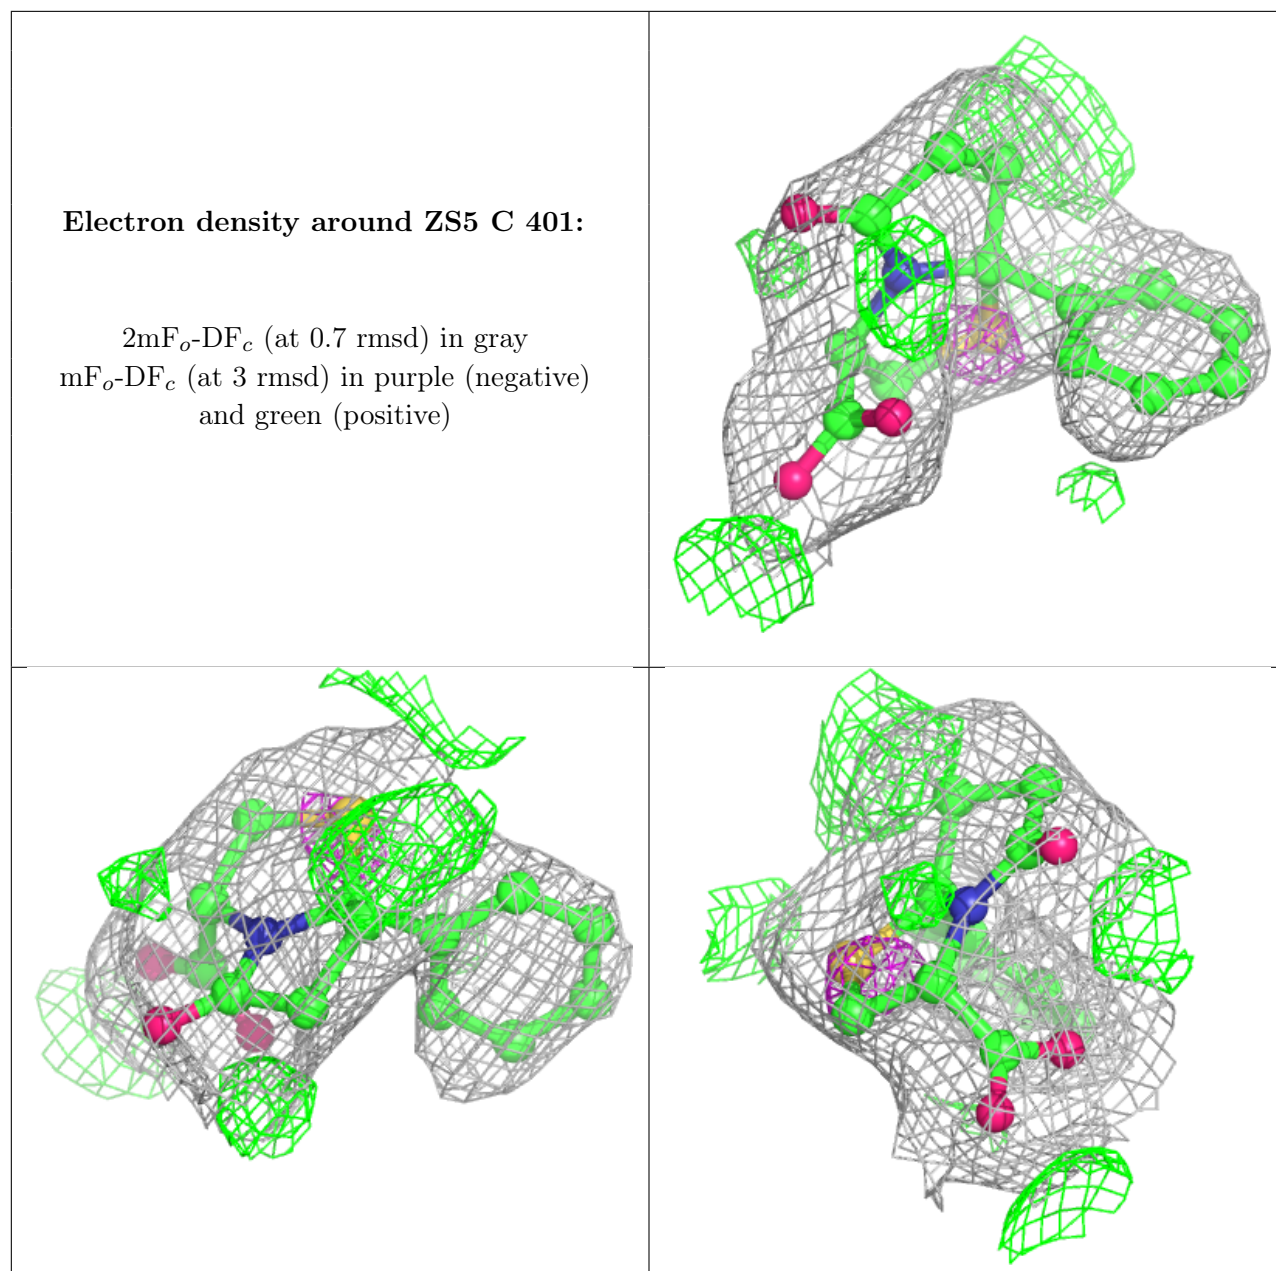 Electron density around ZS5 C 401:
2mFo-DFc (at 0.7 rmsd) in gray
mFo-DFc (at 3 rmsd) in purple (negative)
and green (positive)